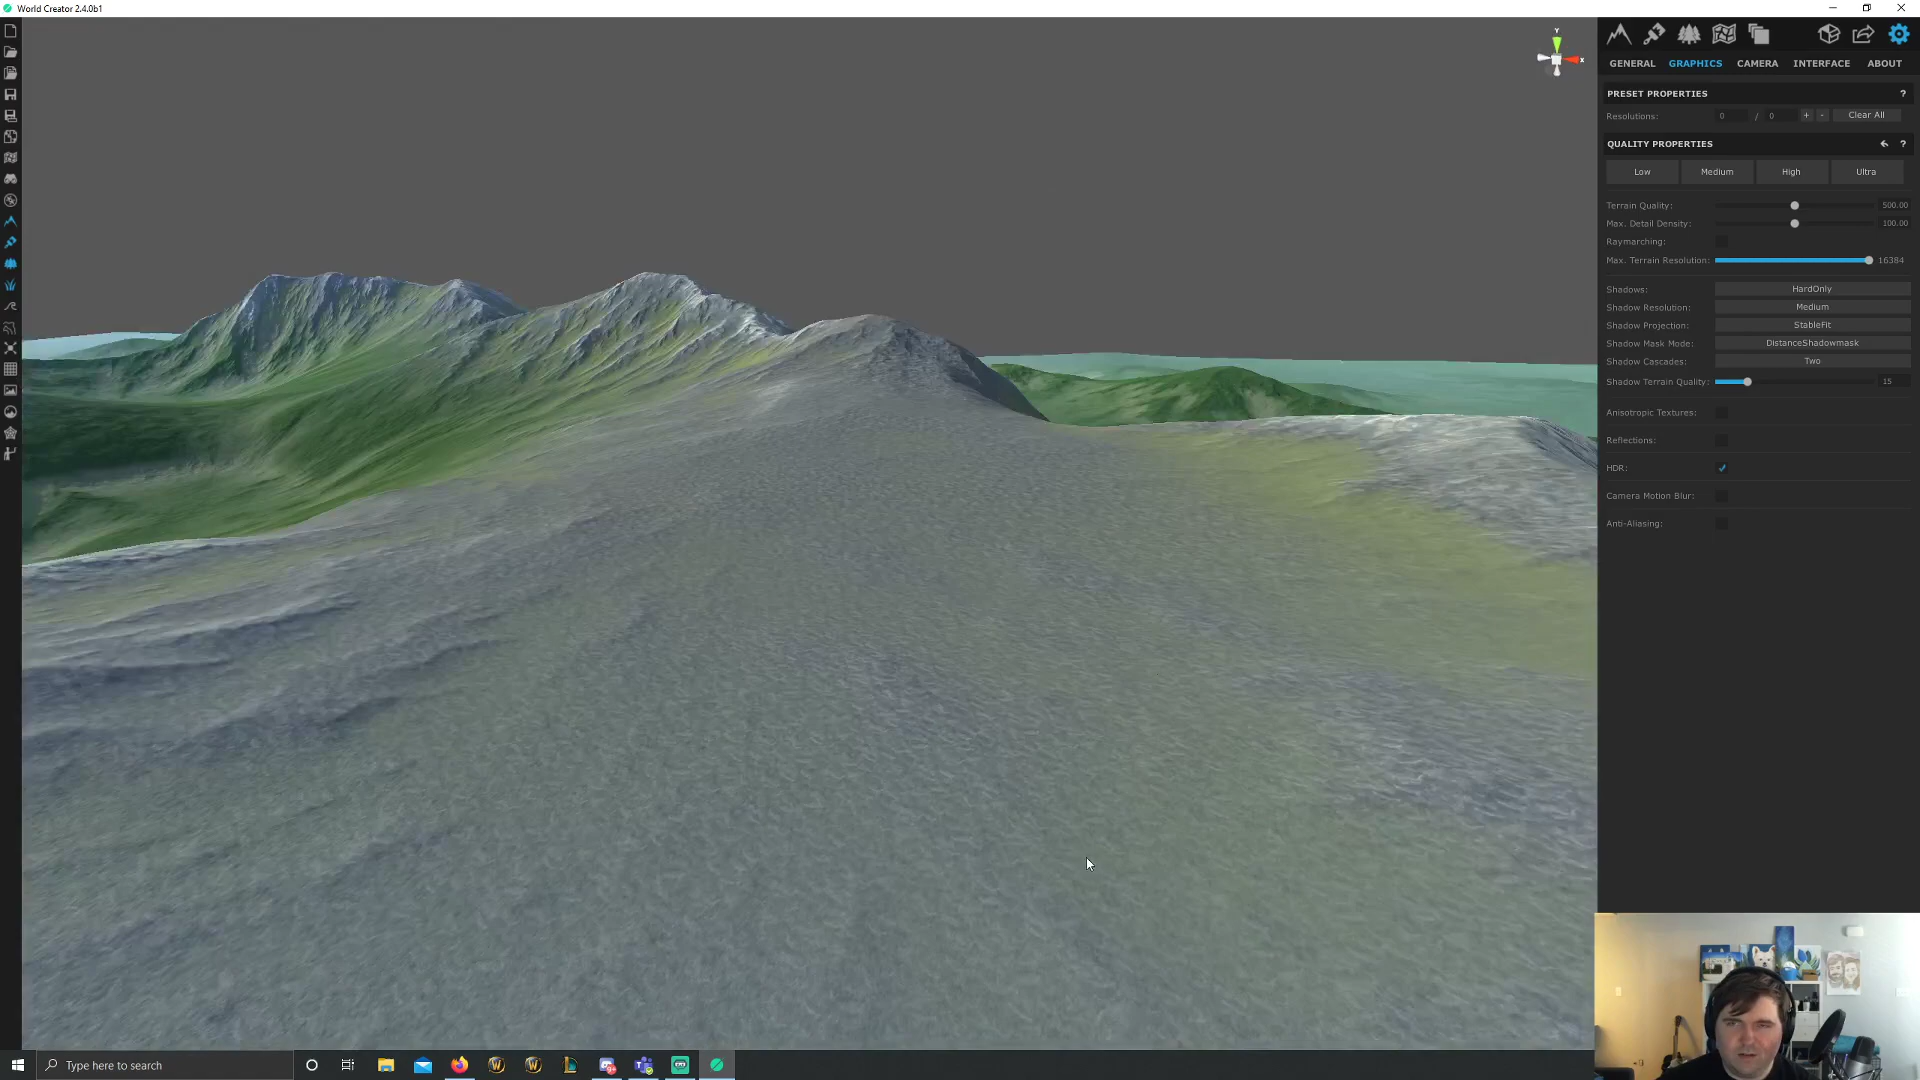 World Creator 2.4.0b1
GENERAL GRAPHICS CAMERA INTERFACE ABOUT
PRESET PROPERTIES ?
Resolutions: 0 / 0 + - Clear All
QUALITY PROPERTIES ?
Low Medium High Ultra
Terrain Quality: 500.00
Max. Detail Density: 100.00
Raymarching:
Max. Terrain Resolution: 16384
Shadows: HardOnly
Shadow Resolution: Medium
Shadow Projection: StableFit
Shadow Mask Mode: DistanceShadowmask
Shadow Cascades: Two
Shadow Terrain Quality: 15
Anisotropic Textures:
Reflections:
HDR:
Camera Motion Blur:
Anti-Aliasing:
Y
X
Type here to search